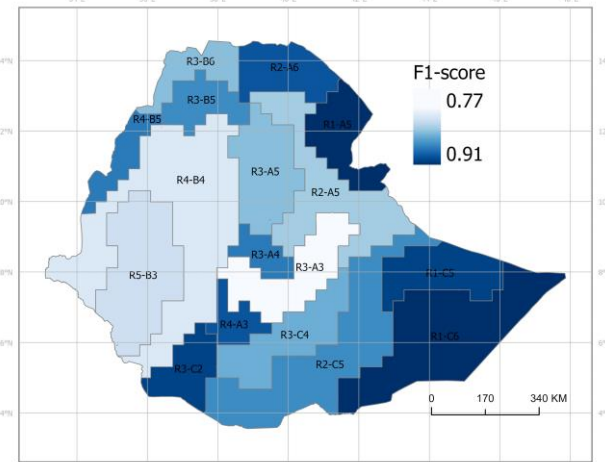 R3-B6
R2-A6
F1-score
0.77
R3-B5
R4-B5
R1-A5
0.91
R4-B4
R3-A5
R2-A5
R3-A4
R3-A3
R5-B3
R1-C5
R4-A3
R3-C4
R1-C6
R3-C2
R2-C5
0 170 340 KM